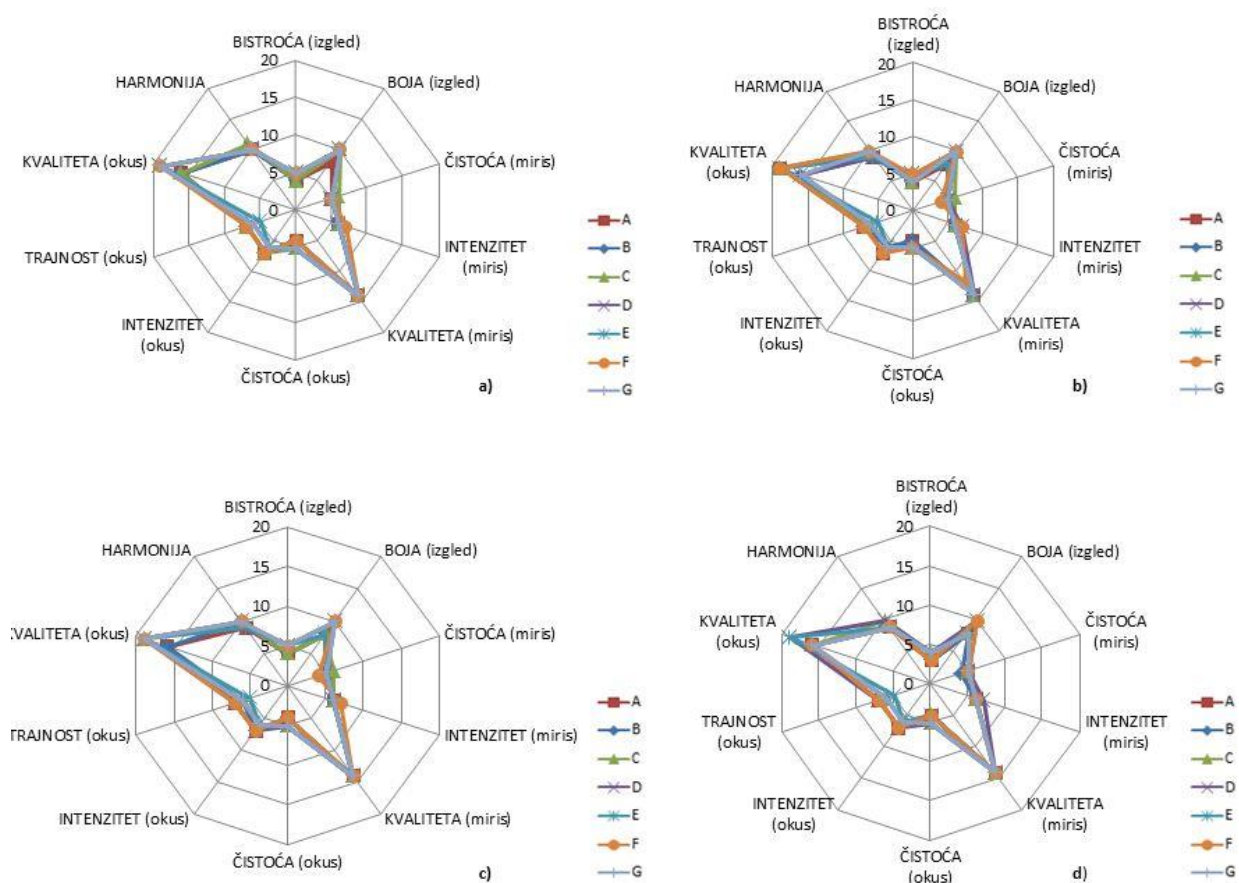 BISTROĆA (izgled)
20
HARMONIJA
BOJA (izgled)
15
10
KVALITETA (okus)
ČISTOĆA (miris)
5
0
TRAJNOST (okus)
INTENZITET
(miris)
INTENZITET
(okus)
KVALITETA (miris)
ČISTOĆA (okus)
a)
A
B
C
D
E
F
G
BISTROĆA
(izgled)
20
HARMONIJA
BOJA (izgled)
15
10
KVALITETA
(okus)
ČISTOĆA
(miris)
5
0
TRAJNOST
(okus)
INTENZITET
(miris)
INTENZITET
(okus)
KVALITETA
(miris)
ČISTOĆA
(okus)
b)
A
B
C
D
E
F
G
BISTROĆA (izgled)
20
HARMONIJA
BOJA (izgled)
15
10
VALITETA (okus)
ČISTOĆA (miris)
5
0
TRAJNOST (okus)
INTENZITET (miris)
INTENZITET (okus)
KVALITETA (miris)
ČISTOĆA (okus)
c)
A
B
C
D
E
F
G
BISTROĆA
(izgled)
20
HARMONIJA
BOJA (izgled)
15
10
KVALITETA
(okus)
ČISTOĆA
(miris)
5
0
TRAJNOST
(okus)
INTENZITET
(miris)
INTENZITET
(okus)
KVALITETA
(miris)
ČISTOĆA
(okus)
d)
A
B
C
D
E
F
G